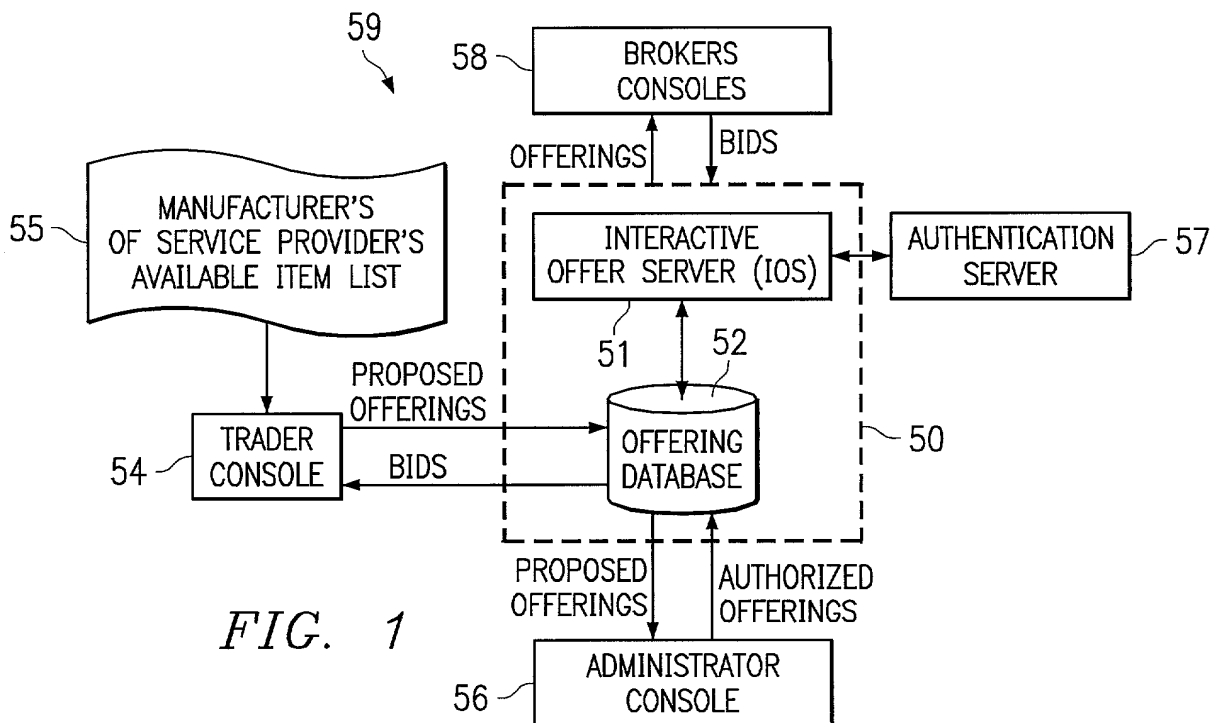 59
58
BROKERS
CONSOLES
OFFERINGS
BIDS
55
MANUFACTURER'S
OF SERVICE PROVIDER'S
AVAILABLE ITEM LIST
INTERACTIVE
OFFER SERVER (IOS)
AUTHENTICATION
SERVER
57
51
52
PROPOSED
OFFERINGS
54
TRADER
CONSOLE
BIDS
OFFERING
DATABASE
50
PROPOSED
OFFERINGS
AUTHORIZED
OFFERINGS
FIG. 1
56
ADMINISTRATOR
CONSOLE